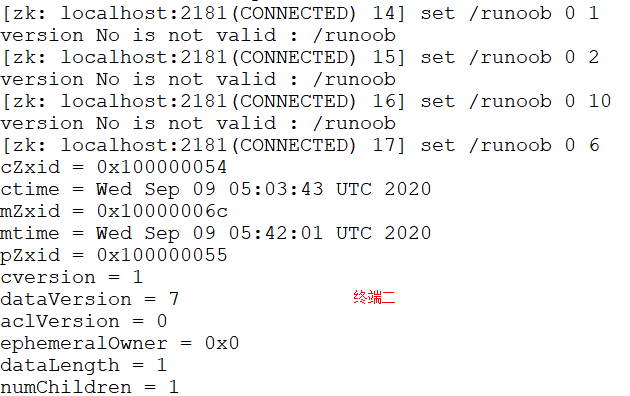 [zk: localhost:2181(CONNECTED) 14] set /runoob 0 1
version No is not valid : /runoob
[zk: localhost:2181(CONNECTED) 15] set /runoob 0 2
version No is not valid : /runoob
[zk: localhost:2181(CONNECTED) 16] set /runoob 0 10
version No is not valid : /runoob
[zk: localhost:2181(CONNECTED) 17] set /runoob 0 6
cZxid = 0x100000054
ctime = Wed Sep 09 05:03:43 UTC 2020
mZxid = 0x10000006c
mtime = Wed Sep 09 05:42:01 UTC 2020
pZxid = 0x100000055
cversion = 1
dataVersion = 7 终端二
aclVersion = 0
ephemeralOwner = 0x0
dataLength = 1
numChildren = 1